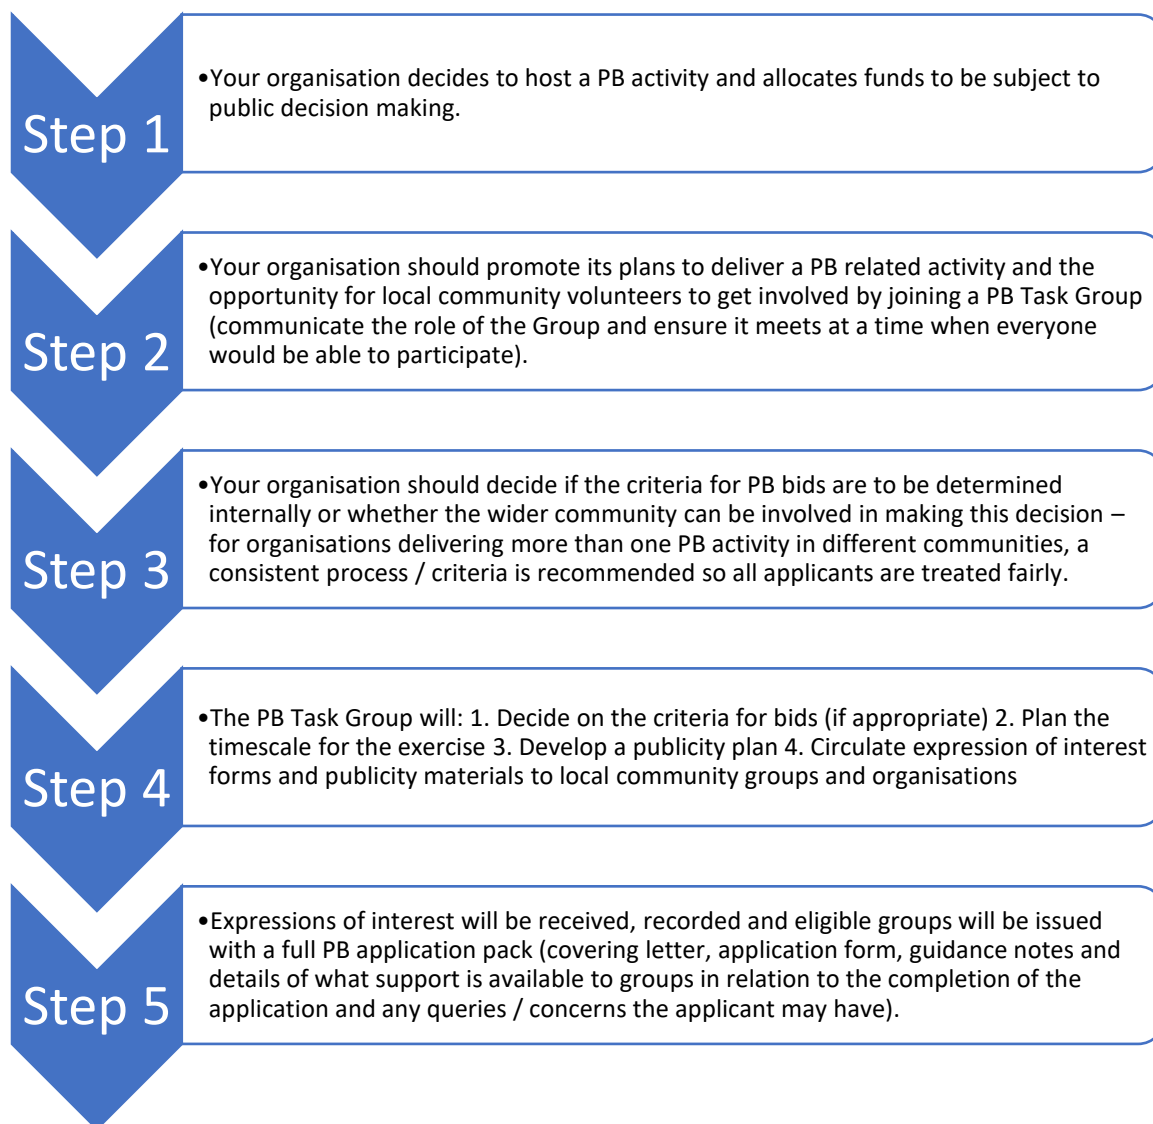 Step 1
•Your organisation decides to host a PB activity and allocates funds to be subject to
public decision making.
Step 2
•Your organisation should promote its plans to deliver a PB related activity and the
opportunity for local community volunteers to get involved by joining a PB Task Group
(communicate the role of the Group and ensure it meets at a time when everyone
would be able to participate).
Step 3
•Your organisation should decide if the criteria for PB bids are to be determined
internally or whether the wider community can be involved in making this decision –
for organisations delivering more than one PB activity in different communities, a
consistent process / criteria is recommended so all applicants are treated fairly.
Step 4
•The PB Task Group will: 1. Decide on the criteria for bids (if appropriate) 2. Plan the
timescale for the exercise 3. Develop a publicity plan 4. Circulate expression of interest
forms and publicity materials to local community groups and organisations
Step 5
•Expressions of interest will be received, recorded and eligible groups will be issued
with a full PB application pack (covering letter, application form, guidance notes and
details of what support is available to groups in relation to the completion of the
application and any queries / concerns the applicant may have).